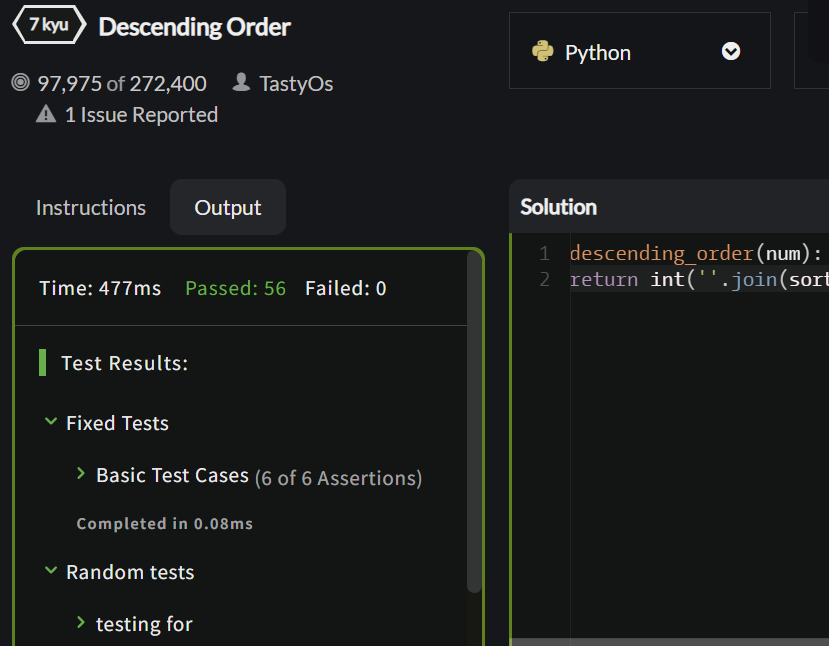 7 kyu Descending Order
97,975 of 272,400 TastyOs
1 Issue Reported
Python
Instructions Output
Time: 477ms Passed: 56 Failed: 0
Test Results:
Fixed Tests
Basic Test Cases (6 of 6 Assertions)
Completed in 0.08ms
Random tests
testing for
Solution
1 descending_order(num):
2 return int(''.join(sort